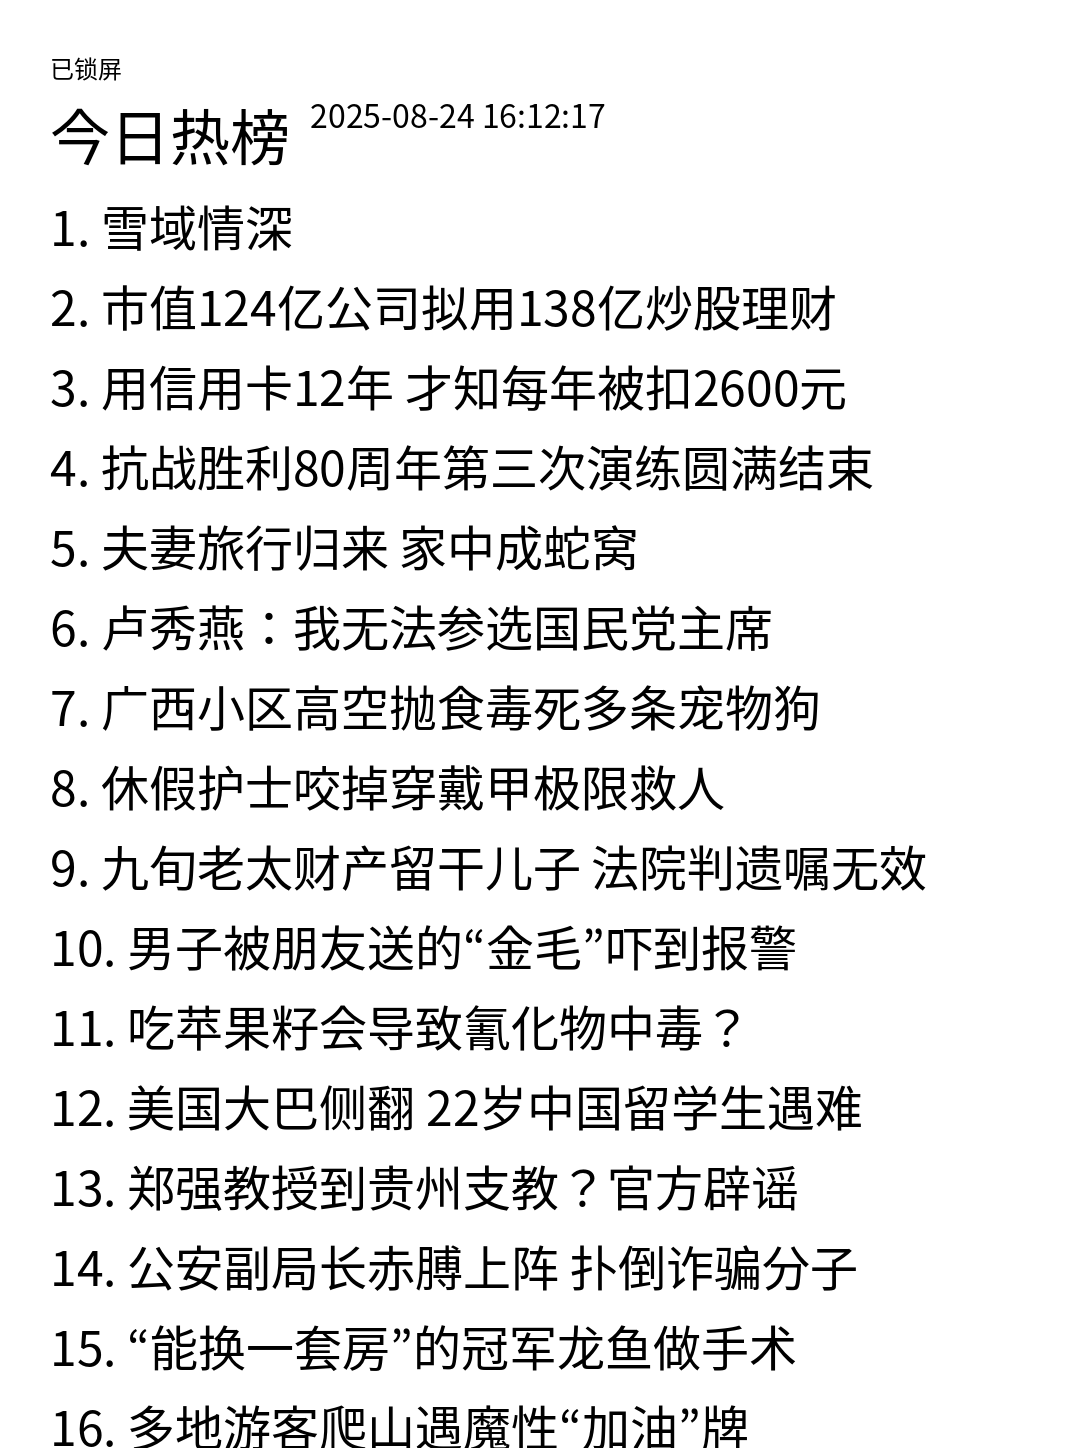 已锁屏
今日热榜 2025-08-24 16:12:17
1. 雪域情深
2. 市值124亿公司拟用138亿炒股理财
3. 用信用卡12年 才知每年被扣2600元
4. 抗战胜利80周年第三次演练圆满结束
5. 夫妻旅行归来 家中成蛇窝
6. 卢秀燕：我无法参选国民党主席
7. 广西小区高空抛食毒死多条宠物狗
8. 休假护士咬掉穿戴甲极限救人
9. 九旬老太财产留干儿子 法院判遗嘱无效
10. 男子被朋友送的“金毛”吓到报警
11. 吃苹果籽会导致氰化物中毒？
12. 美国大巴侧翻 22岁中国留学生遇难
13. 郑强教授到贵州支教？官方辟谣
14. 公安副局长赤膊上阵 扑倒诈骗分子
15. “能换一套房”的冠军龙鱼做手术
16. 多地游客爬山遇魔性“加油”牌